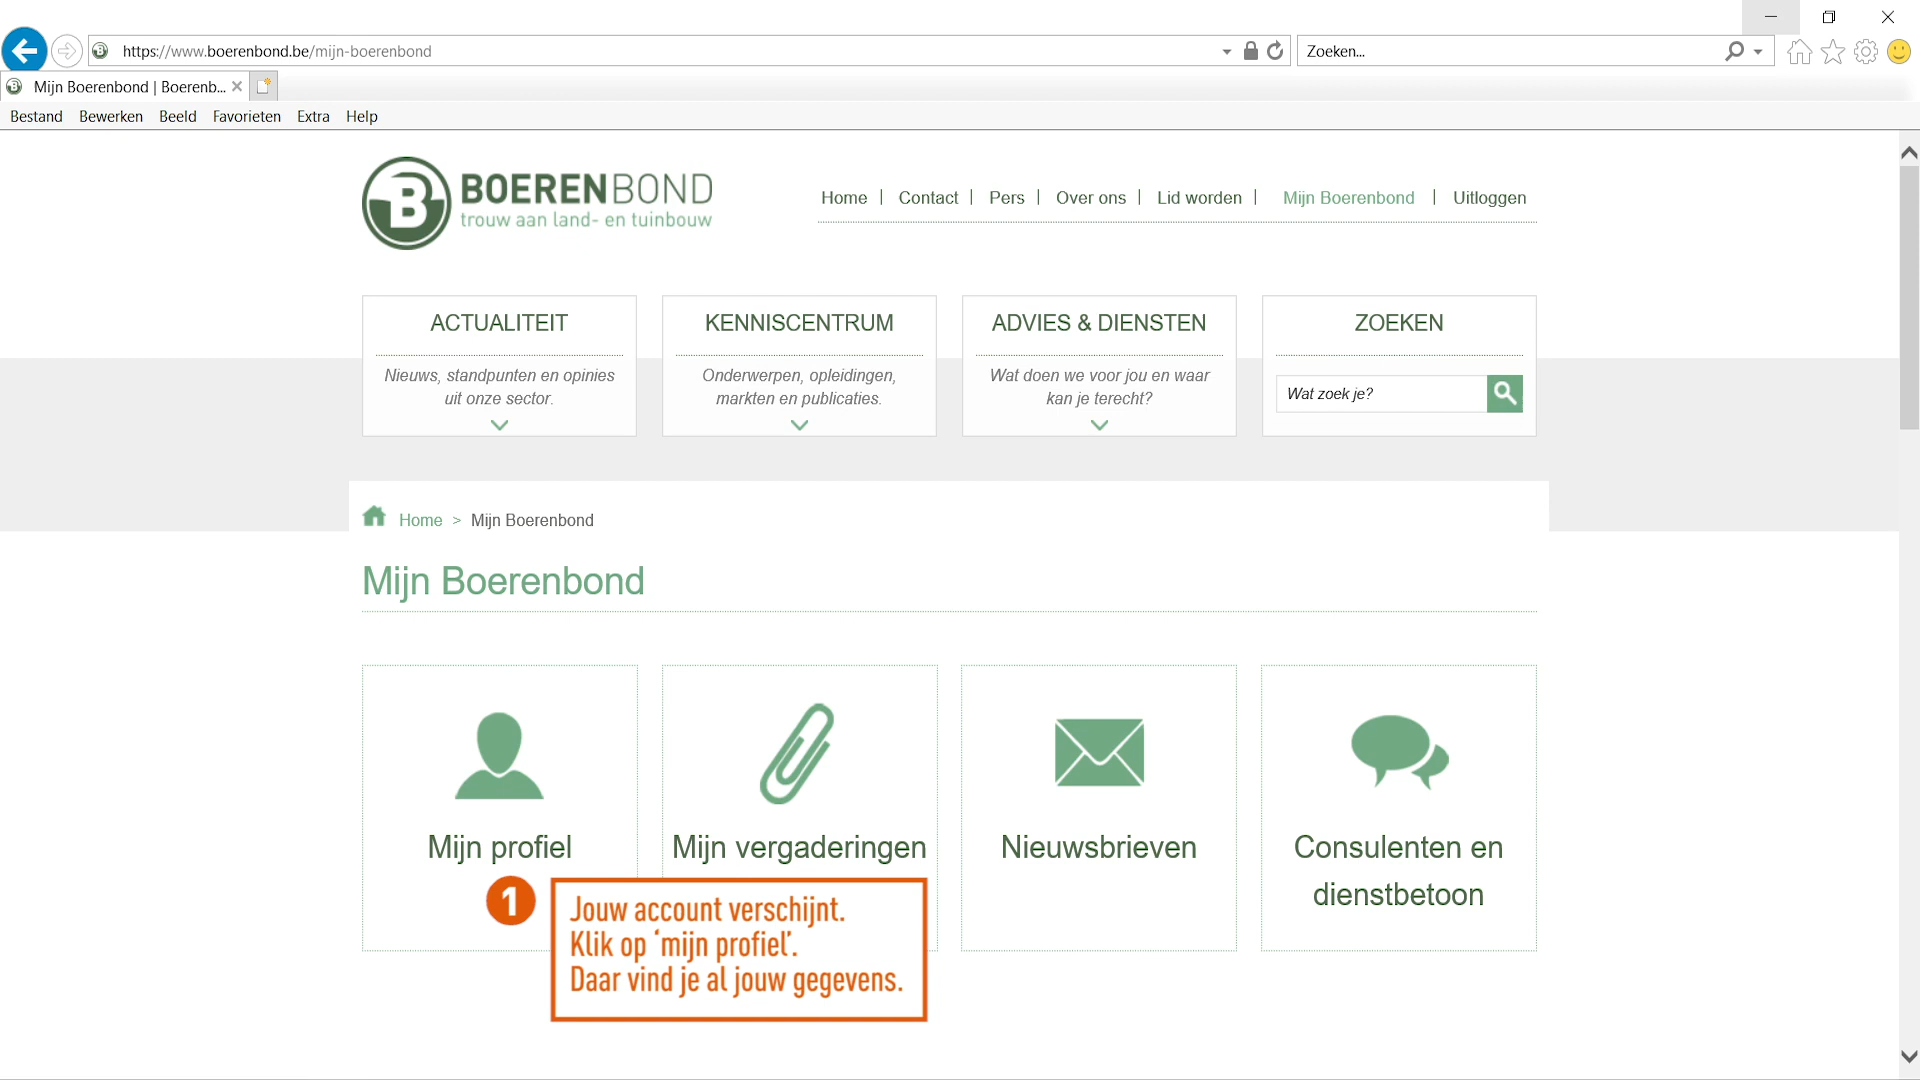 https://www.boerenbond.be/mijn-boerenbond
Zoeken...
Mijn Boerenbond | Boerenb...
Bestand Bewerken Beeld Favorieten Extra Help
B BOERENBOND
trouw aan land- en tuinbouw
Home | Contact | Pers | Over ons | Lid worden | Mijn Boerenbond | Uitloggen
ACTUALITEIT
Nieuws, standpunten en opinies
uit onze sector.
KENNISCENTRUM
Onderwerpen, opleidingen,
markten en publicaties.
ADVIES & DIENSTEN
Wat doen we voor jou en waar
kan je terecht?
ZOEKEN
Wat zoek je?
Home > Mijn Boerenbond
Mijn Boerenbond
Mijn profiel
Mijn vergaderingen
Nieuwsbrieven
Consulenten en
dienstbetoon
1
Jouw account verschijnt.
Klik op ‘mijn profiel’.
Daar vind je al jouw gegevens.